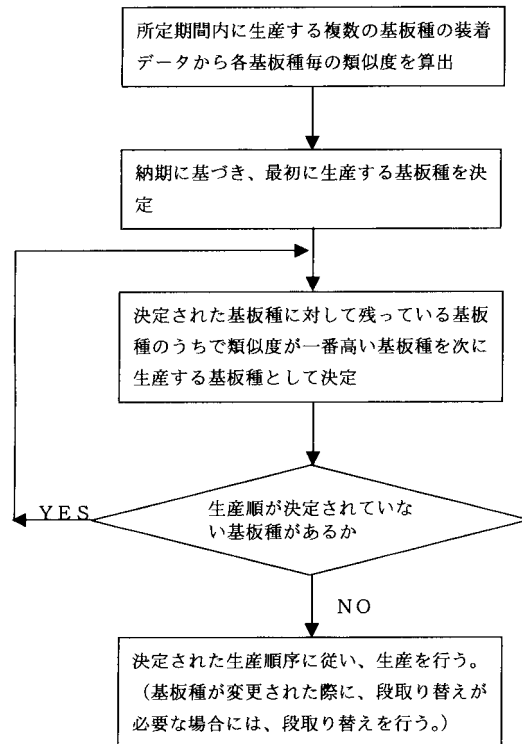 所定期間内に生産する複数の基板種の装着
データから各基板種毎の類似度を算出
納期に基づき、最初に生産する基板種を決
定
決定された基板種に対して残っている基板
種のうちで類似度が一番高い基板種を次に
生産する基板種として決定
生産順が決定されていな
い基板種があるか
YES
NO
決定された生産順序に従い、生産を行う。
（基板種が変更された際に、段取り替えが
必要な場合には、段取り替えを行う。）